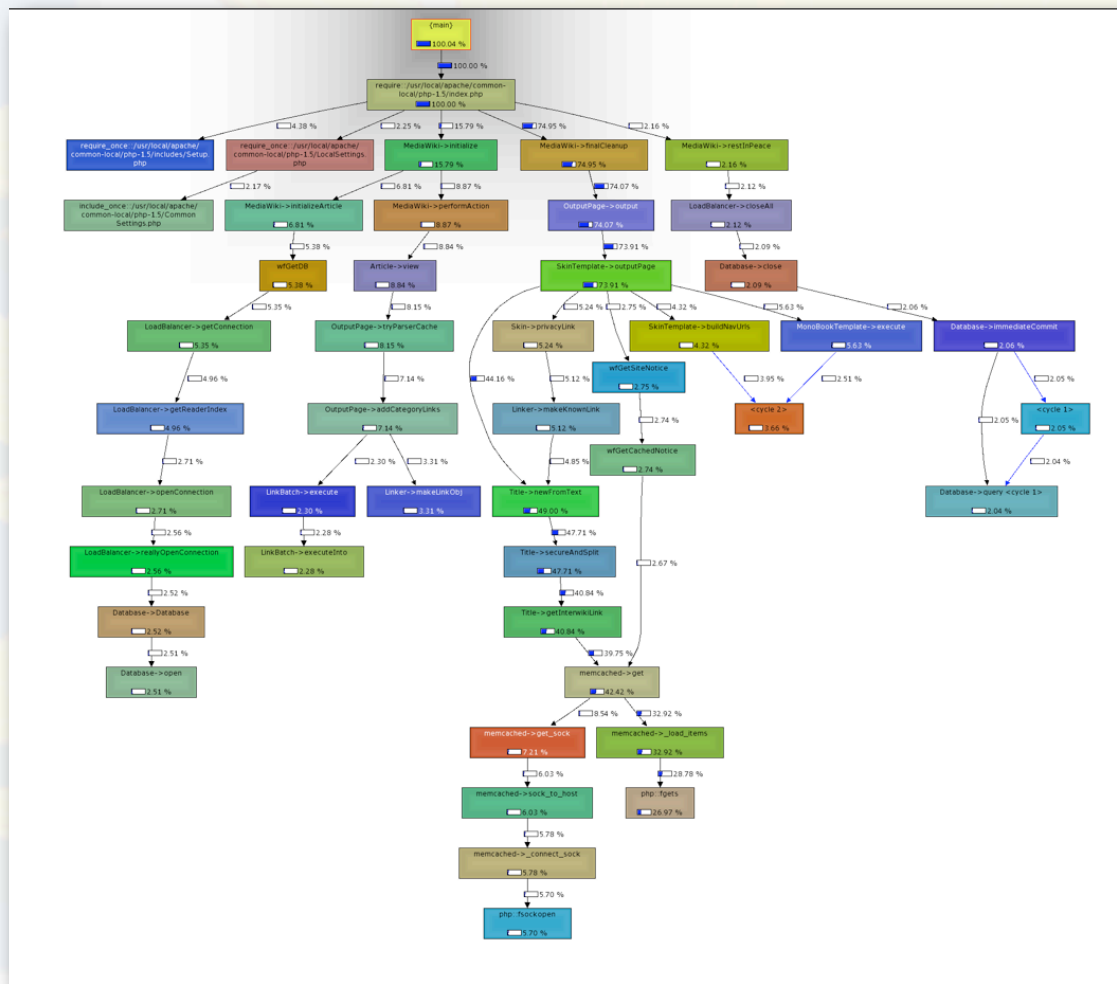 {main}
100.04 %
100.00 %
require::/usr/local/apache/common-
local/php-1.5/index.php
100.00 %
4.38 %
2.25 %
15.79 %
74.95 %
2.16 %
require_once::/usr/local/apache/
common-local/php-1.5/includes/Setup.
php
require_once::/usr/local/apache/
common-local/php-1.5/LocalSettings.
php
MediaWiki->initialize
15.79 %
MediaWiki->finalCleanup
74.95 %
MediaWiki->restInPeace
2.16 %
2.17 %
6.81 %
8.87 %
74.07 %
2.12 %
include_once::/usr/local/apache/
common-local/php-1.5/Common
Settings.php
MediaWiki->initializeArticle
6.81 %
MediaWiki->performAction
8.87 %
OutputPage->output
74.07 %
LoadBalancer->closeAll
2.12 %
5.38 %
8.84 %
73.91 %
2.09 %
wfGetDB
5.38 %
Article->view
8.84 %
SkinTemplate->outputPage
73.91 %
Database->close
2.09 %
5.35 %
8.15 %
5.24 %
2.75 %
4.32 %
5.63 %
2.06 %
LoadBalancer->getConnection
5.35 %
OutputPage->tryParserCache
8.15 %
Skin->privacyLink
5.24 %
SkinTemplate->buildNavUrls
4.32 %
MonoBookTemplate->execute
5.63 %
Database->immediateCommit
2.06 %
wfGetSiteNotice
2.75 %
4.96 %
7.14 %
44.16 %
5.12 %
3.95 %
2.51 %
2.05 %
LoadBalancer->getReaderIndex
4.96 %
OutputPage->addCategoryLinks
7.14 %
Linker->makeKnownLink
5.12 %
2.74 %
<cycle 2>
3.66 %
2.05 %
<cycle 1>
2.05 %
2.71 %
2.30 %
3.31 %
4.85 %
wfGetCachedNotice
2.74 %
2.04 %
LoadBalancer->openConnection
2.71 %
LinkBatch->execute
2.30 %
Linker->makeLinkObj
3.31 %
Title->newFromText
49.00 %
Database->query <cycle 1>
2.04 %
2.56 %
2.28 %
47.71 %
LoadBalancer->reallyOpenConnection
2.56 %
LinkBatch->executeInto
2.28 %
Title->secureAndSplit
47.71 %
2.67 %
2.52 %
40.84 %
Database->Database
2.52 %
Title->getInterwikiLink
40.84 %
2.51 %
39.75 %
Database->open
2.51 %
memcached->get
42.42 %
8.54 %
32.92 %
memcached->get_sock
7.21 %
memcached->_load_items
32.92 %
6.03 %
28.78 %
memcached->sock_to_host
6.03 %
php::fgets
26.97 %
5.78 %
memcached->_connect_sock
5.78 %
5.70 %
php::fsockopen
5.70 %